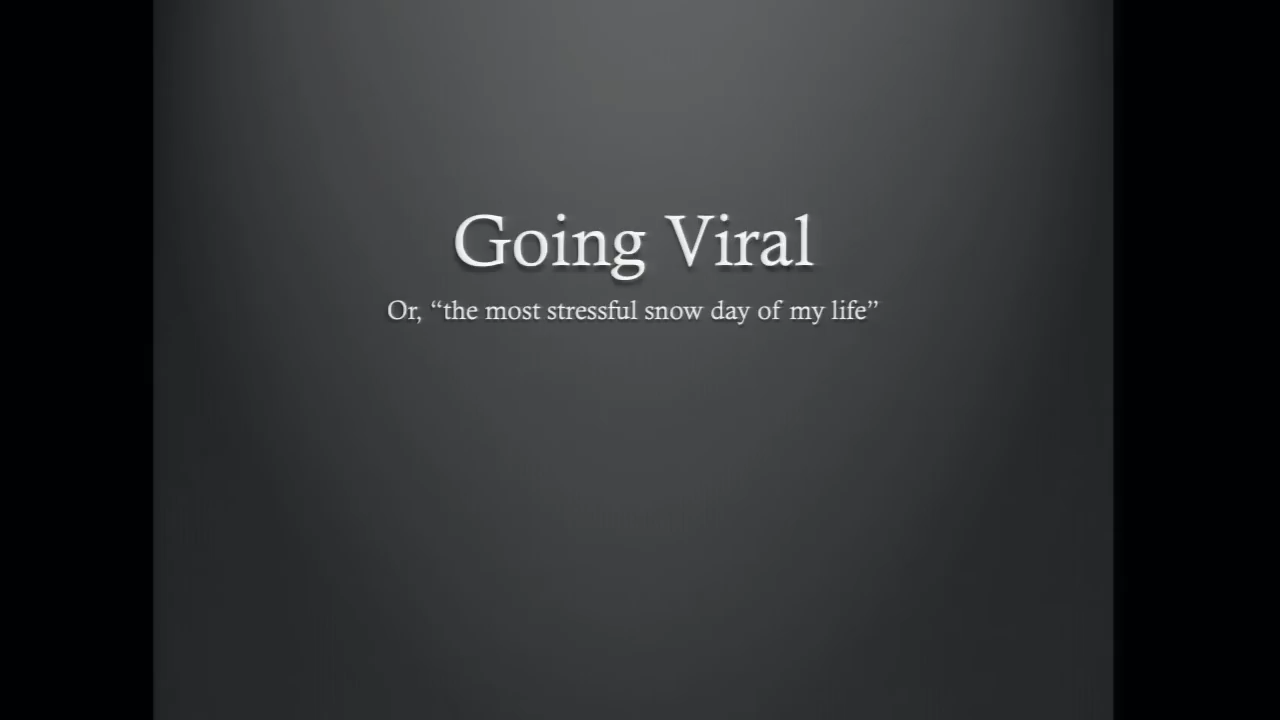 Going Viral
Or, “the most stressful snow day of my life”